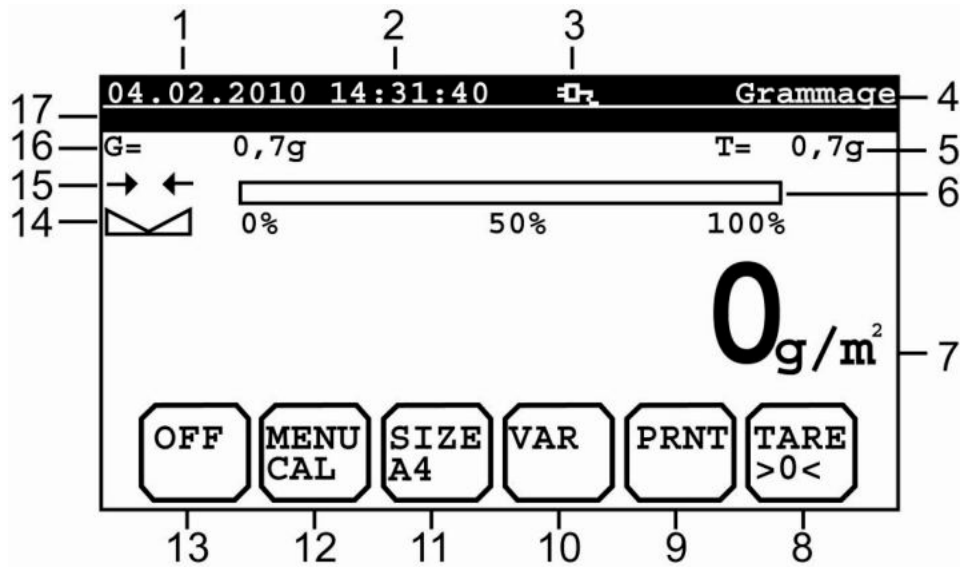 1 2 3
04.02.2010 14:31:40 Grammage 4
17
16 G= 0,7g T= 0,7g 5
15 6
14 0% 50% 100%
0g/m² 7
OFF MENU SIZE VAR PRNT TARE
CAL A4 >0<
13 12 11 10 9 8